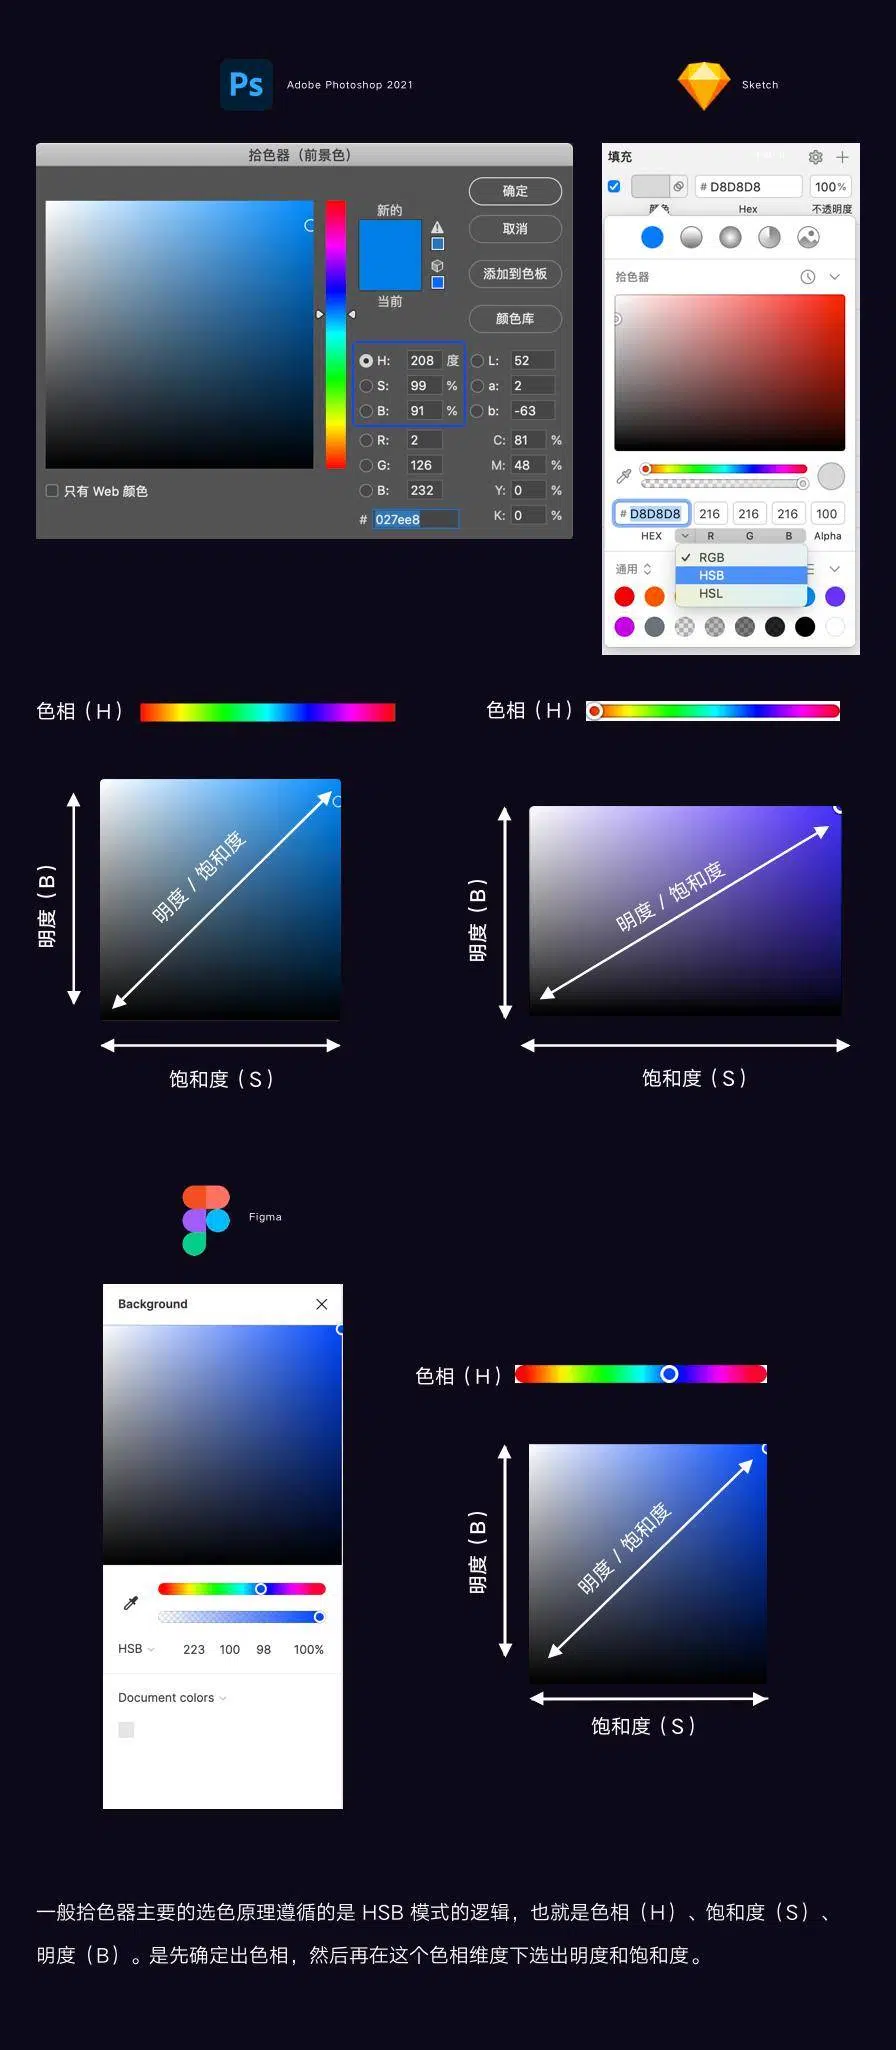 Ps
Adobe Photoshop 2021
Sketch
拾色器（前景色）
新的
当前
确定
取消
添加到色板
颜色库
H: 208 度
S: 99 %
B: 91 %
L: 52
a: 2
b: -63
R: 2
G: 126
B: 232
C: 81 %
M: 48 %
Y: 0 %
K: 0 %
# 027ee8
只有 Web 颜色
填充
# D8D8D8 100%
颜色 Hex 不透明度
拾色器
# D8D8D8 216 216 216 100
HEX R G B Alpha
RGB
HSB
HSL
通用
色相（H）
色相（H）
明度（B）
明度 / 饱和度
饱和度（S）
明度（B）
明度 / 饱和度
饱和度（S）
Figma
Background
HSB 223 100 98 100%
Document colors
色相（H）
明度（B）
明度 / 饱和度
饱和度（S）
一般拾色器主要的选色原理遵循的是 HSB 模式的逻辑，也就是色相（H）、饱和度（S）、
明度（B）。是先确定出色相，然后再在这个色相维度下选出明度和饱和度。